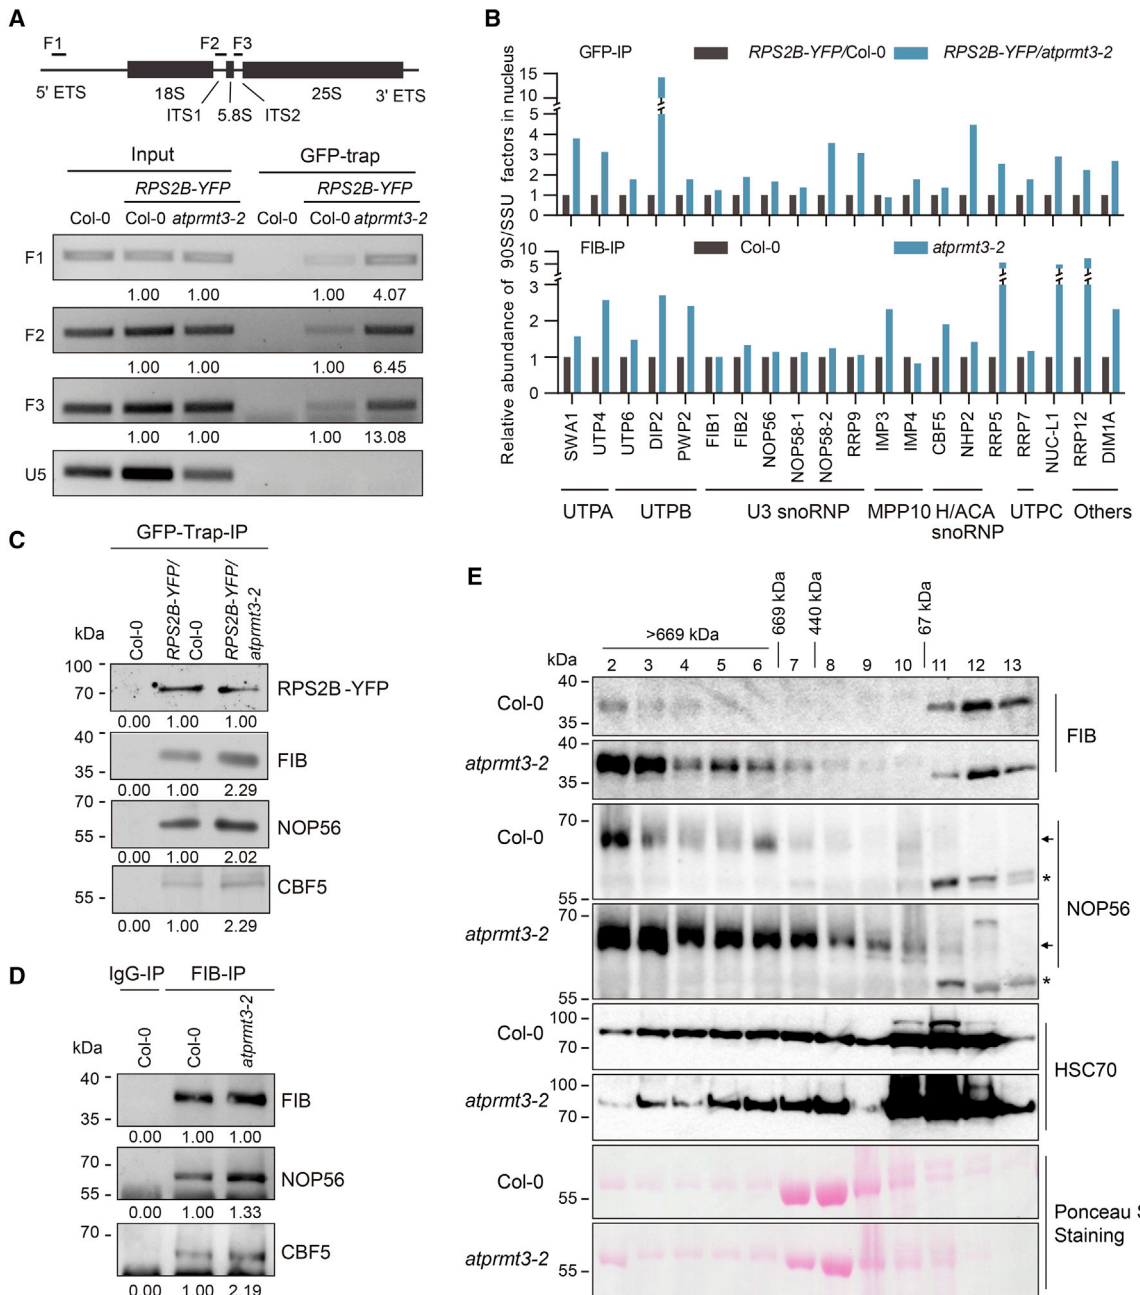 A
F1
F2
F3
5' ETS
18S
ITS1
5.8S
ITS2
25S
3' ETS
Input
GFP-trap
RPS2B-YFP
RPS2B-YFP
Col-0
Col-0
atprmt3-2
Col-0
Col-0
atprmt3-2
F1
1.00
1.00
1.00
4.07
F2
1.00
1.00
1.00
6.45
F3
1.00
1.00
1.00
13.08
U5
B
GFP-IP
RPS2B-YFP/Col-0
RPS2B-YFP/atprmt3-2
Relative abundance of 90S/SSU factors in nucleus
15
10
5
4
3
2
1
0
FIB-IP
Col-0
atprmt3-2
10
5
3
2
1
0
SWA1
UTP4
UTP6
DIP2
PWP2
FIB1
FIB2
NOP56
NOP58-1
NOP58-2
RRP9
IMP3
IMP4
CBF5
NHP2
RRP5
RRP7
NUC-L1
RRP12
DIM1A
UTPA
UTPB
U3 snoRNP
MPP10
H/ACA
snoRNP
UTPC
Others
C
GFP-Trap-IP
kDa
Col-0
RPS2B-YFP/
Col-0
RPS2B-YFP/
atprmt3-2
100
70
RPS2B-YFP
0.00
1.00
1.00
40
35
FIB
0.00
1.00
2.29
70
55
NOP56
0.00
1.00
2.02
55
CBF5
0.00
1.00
2.29
D
IgG-IP
FIB-IP
kDa
Col-0
Col-0
atprmt3-2
40
35
FIB
0.00
1.00
1.00
70
55
NOP56
0.00
1.00
1.33
70
CBF5
0.00
1.00
2.19
E
>669 kDa
669 kDa
440 kDa
67 kDa
kDa
2 3 4 5 6 7 8 9 10 11 12 13
Col-0
40
35
atprmt3-2
40
35
FIB
Col-0
70
55
*
atprmt3-2
70
55
*
NOP56
Col-0
100
70
atprmt3-2
100
70
HSC70
Col-0
55
atprmt3-2
55
Ponceau S
Staining